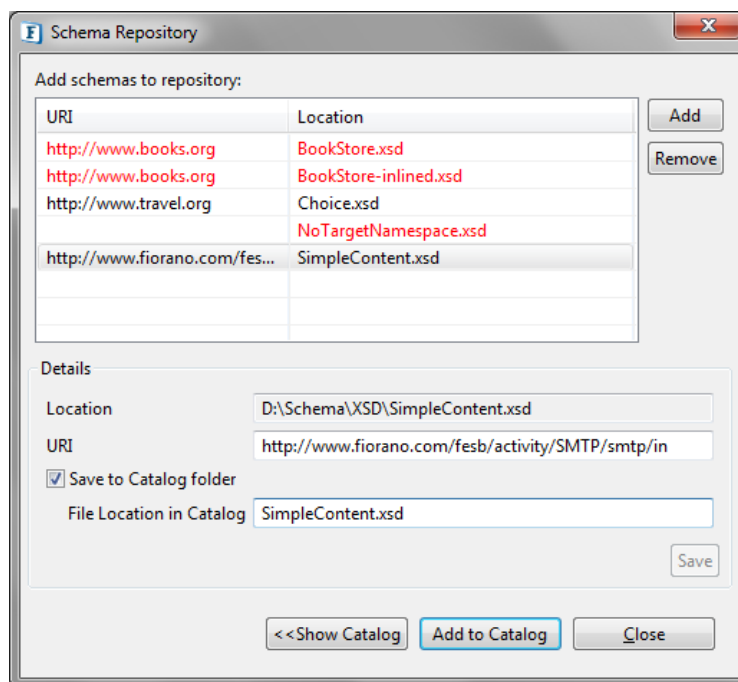 Schema Repository
Add schemas to repository:
URI Location
http://www.books.org BookStore.xsd
http://www.books.org BookStore-inlined.xsd
http://www.travel.org Choice.xsd
NoTargetNamespace.xsd
http://www.fiorano.com/fes... SimpleContent.xsd
Add
Remove
Details
Location D:\Schema\XSD\SimpleContent.xsd
URI http://www.fiorano.com/fesb/activity/SMTP/smtp/in
Save to Catalog folder
File Location in Catalog SimpleContent.xsd
Save
<<Show Catalog Add to Catalog Close